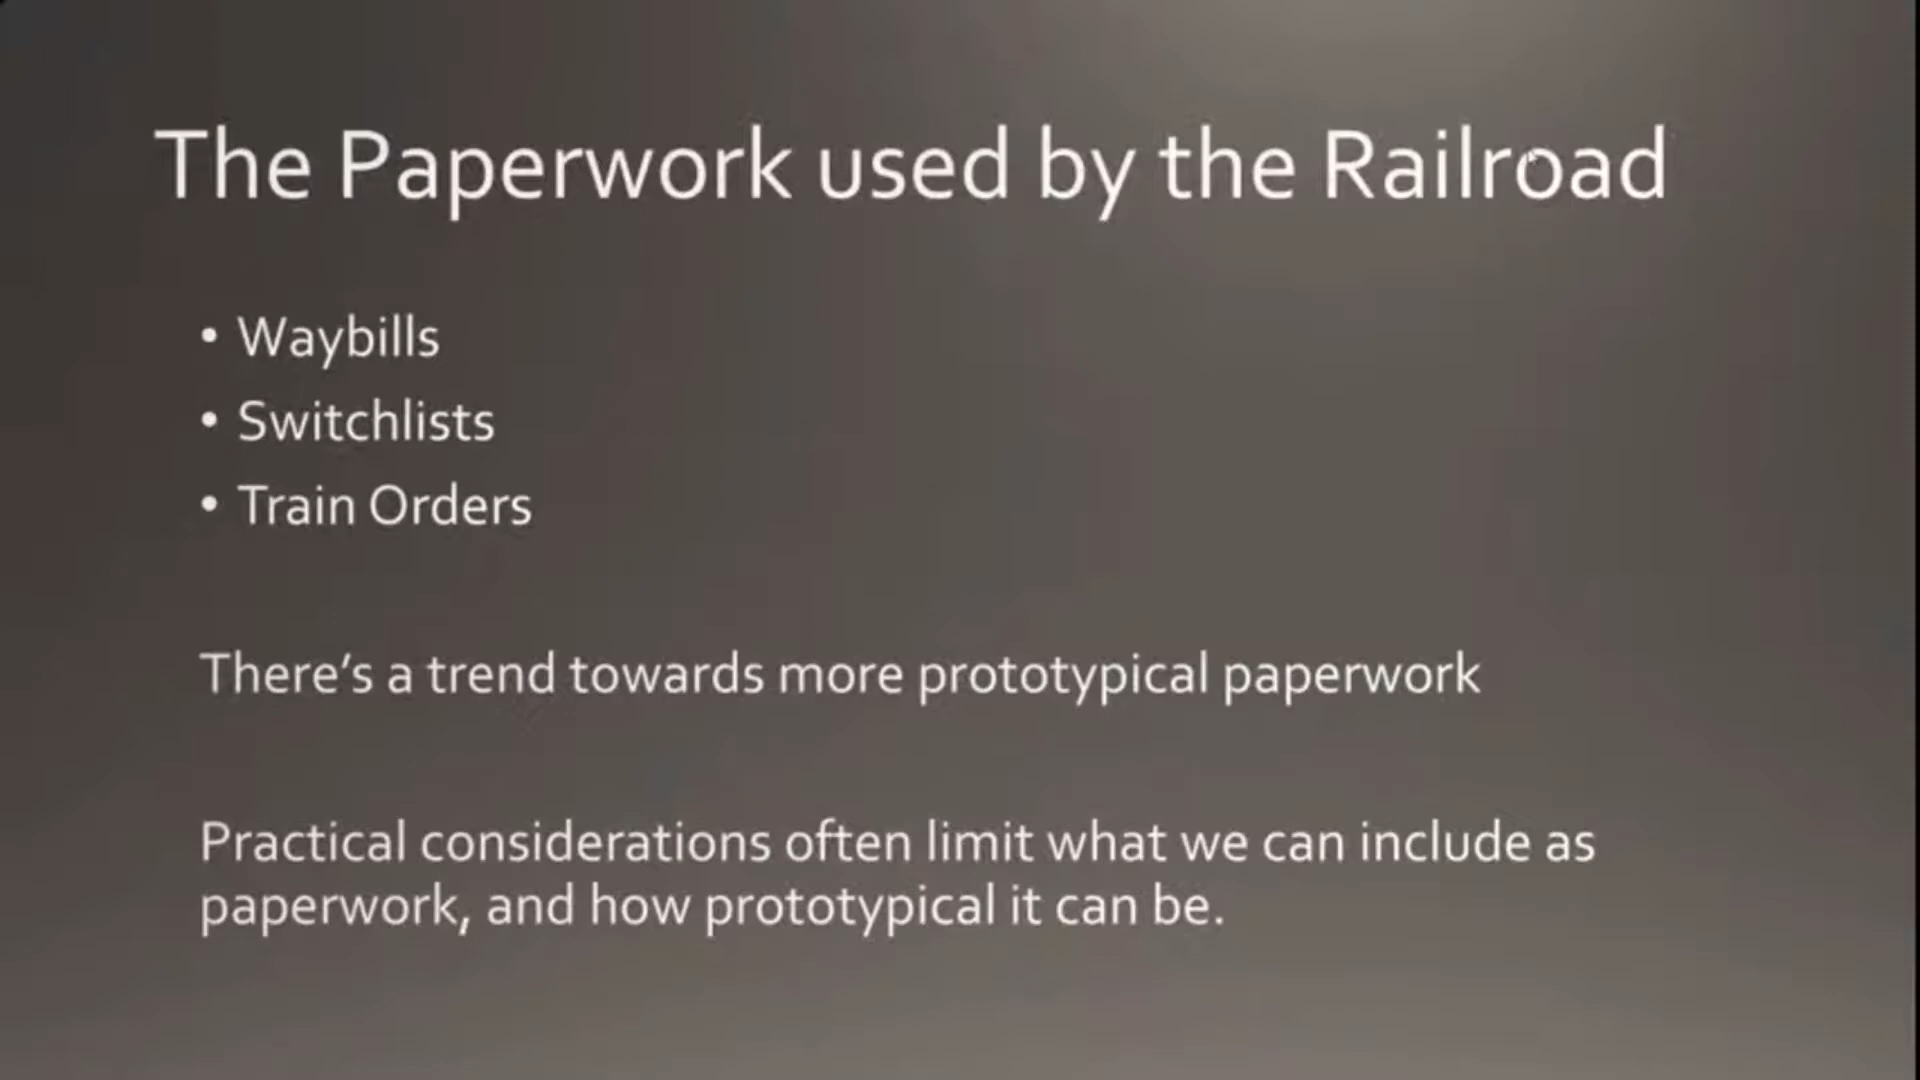 The Paperwork used by the Railroad
• Waybills
• Switchlists
• Train Orders
There’s a trend towards more prototypical paperwork
Practical considerations often limit what we can include as
paperwork, and how prototypical it can be.